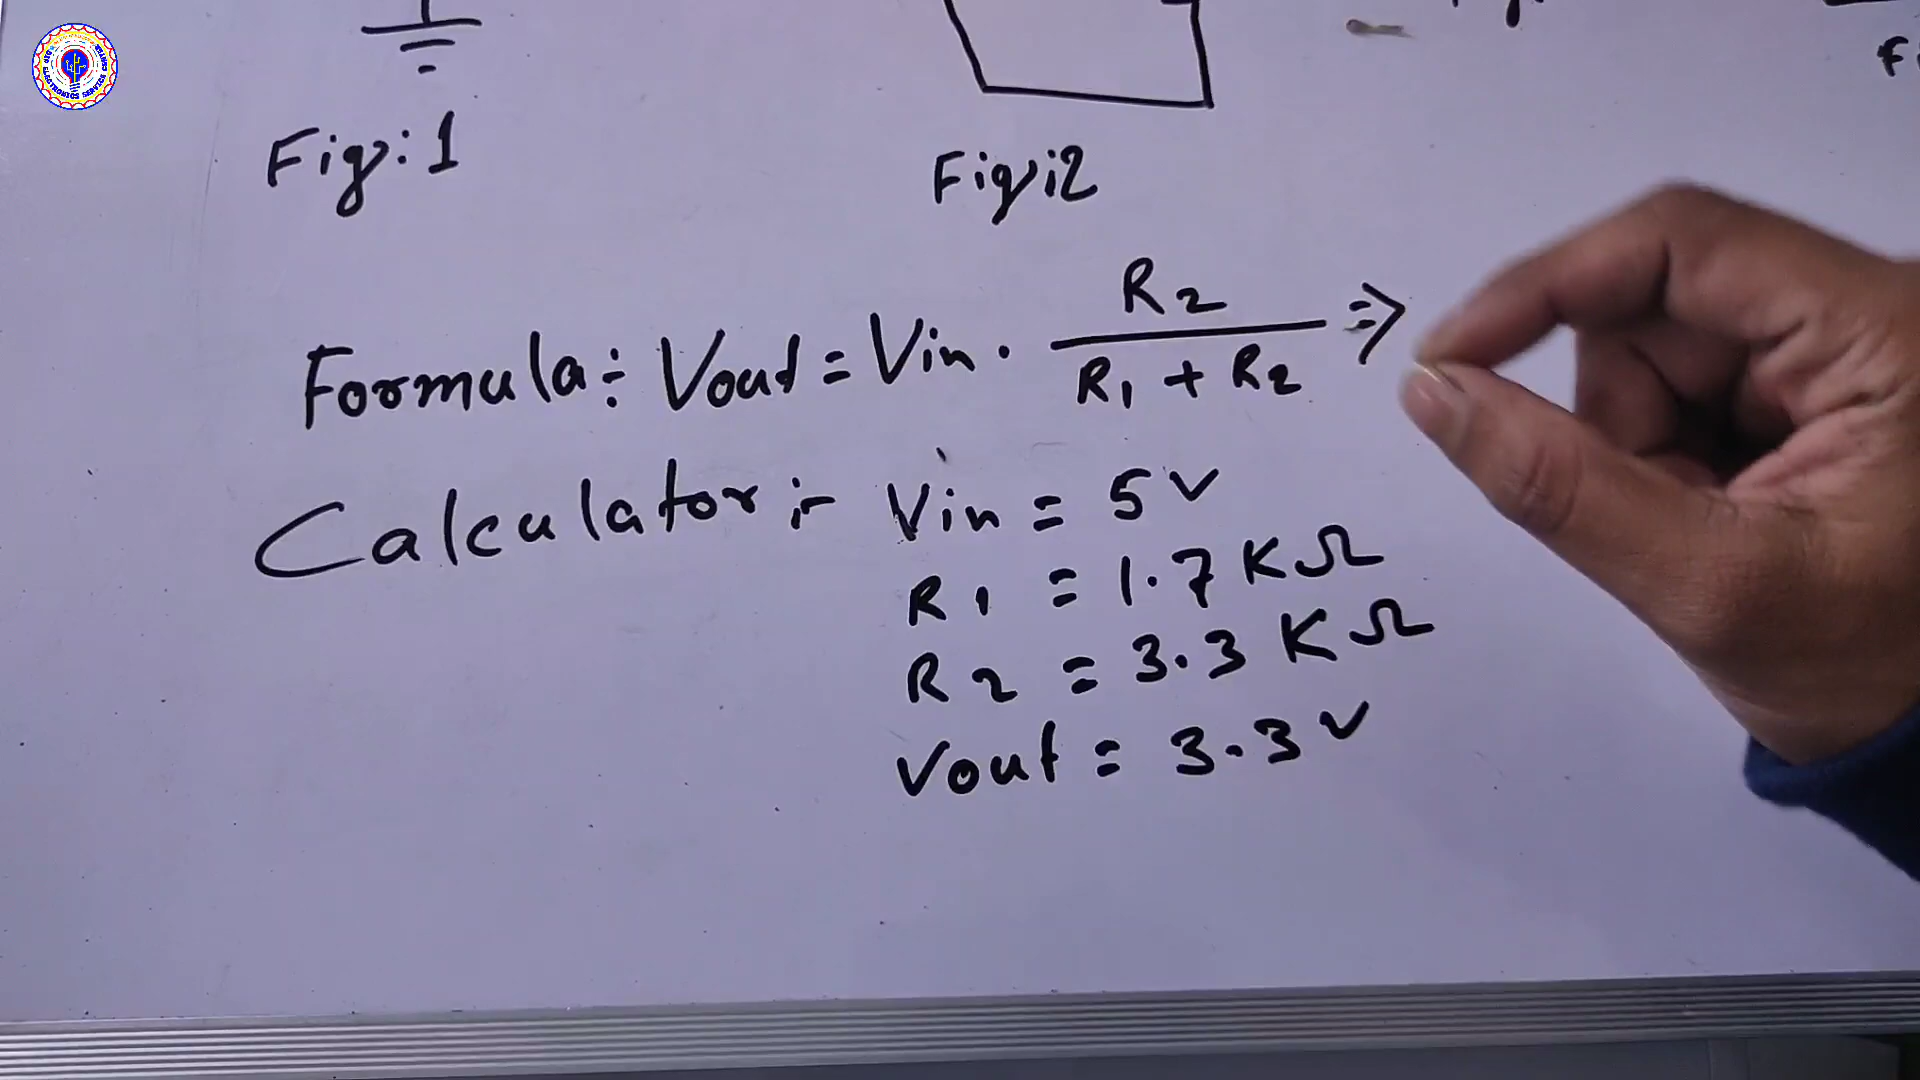 Fig:1
Fig:2
Formula÷ Vout = Vin · R2 / R1 + R2 ⇒
Calculator :- Vin = 5v
R1 = 1.7 KΩ
R2 = 3.3 KΩ
Vout = 3.3v